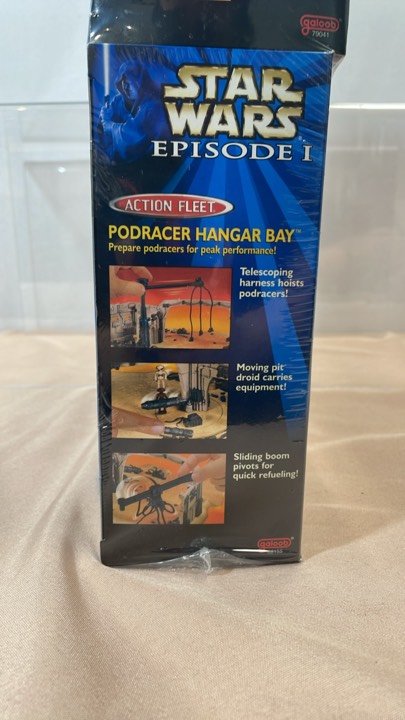 galoob®
79041
STAR
WARS
EPISODE I
ACTION FLEET
PODRACER HANGAR BAY™
Prepare podracers for peak performance!
Telescoping
harness hoists
podracers!
Moving pit
droid carries
equipment!
Sliding boom
pivots for
quick refueling!
galoob®